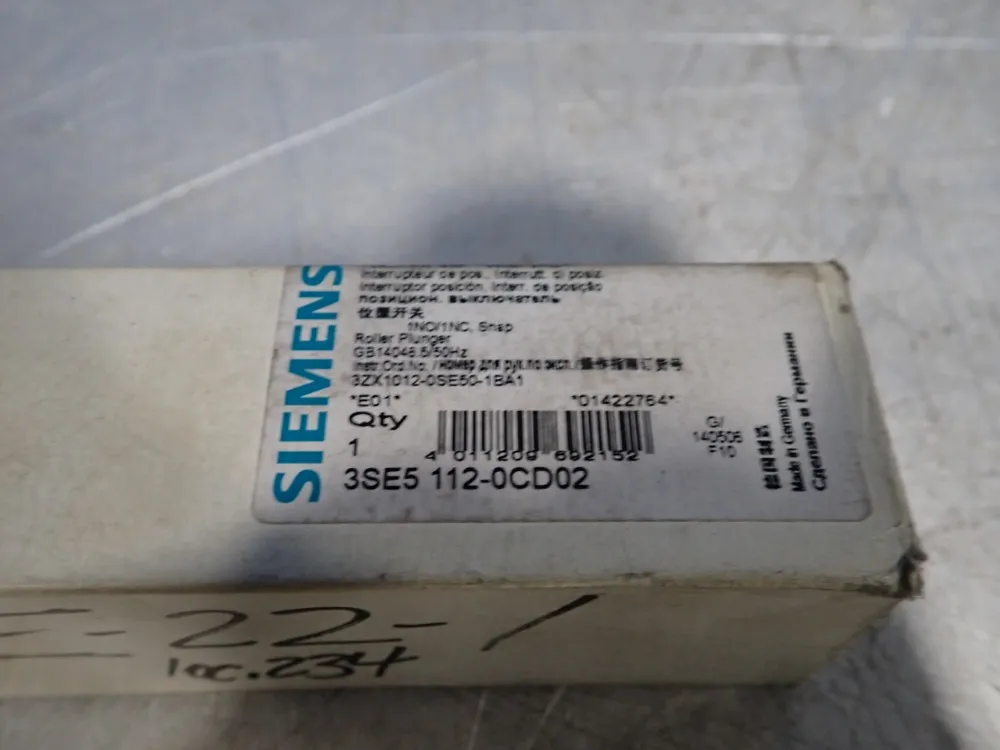 SIEMENS
Interrupteur de pos., Interrutt. di posiz.
Interruptor posición, Interr. de posição
позицион. выключатель
位置开关
1NO/1NC, Snap
Roller Plunger
GB14048.5/50Hz
Instr.Ord.No. /номер для рук.по эксп./操作指南订货号
3ZX1012-0SE50-1BA1
*E01* *01422764*
Qty
1
4 011209 692152
3SE5 112-0CD02
G/
140506
F10
德国制造
Made in Germany
Сделано в Германии
E-22-1
loc.234